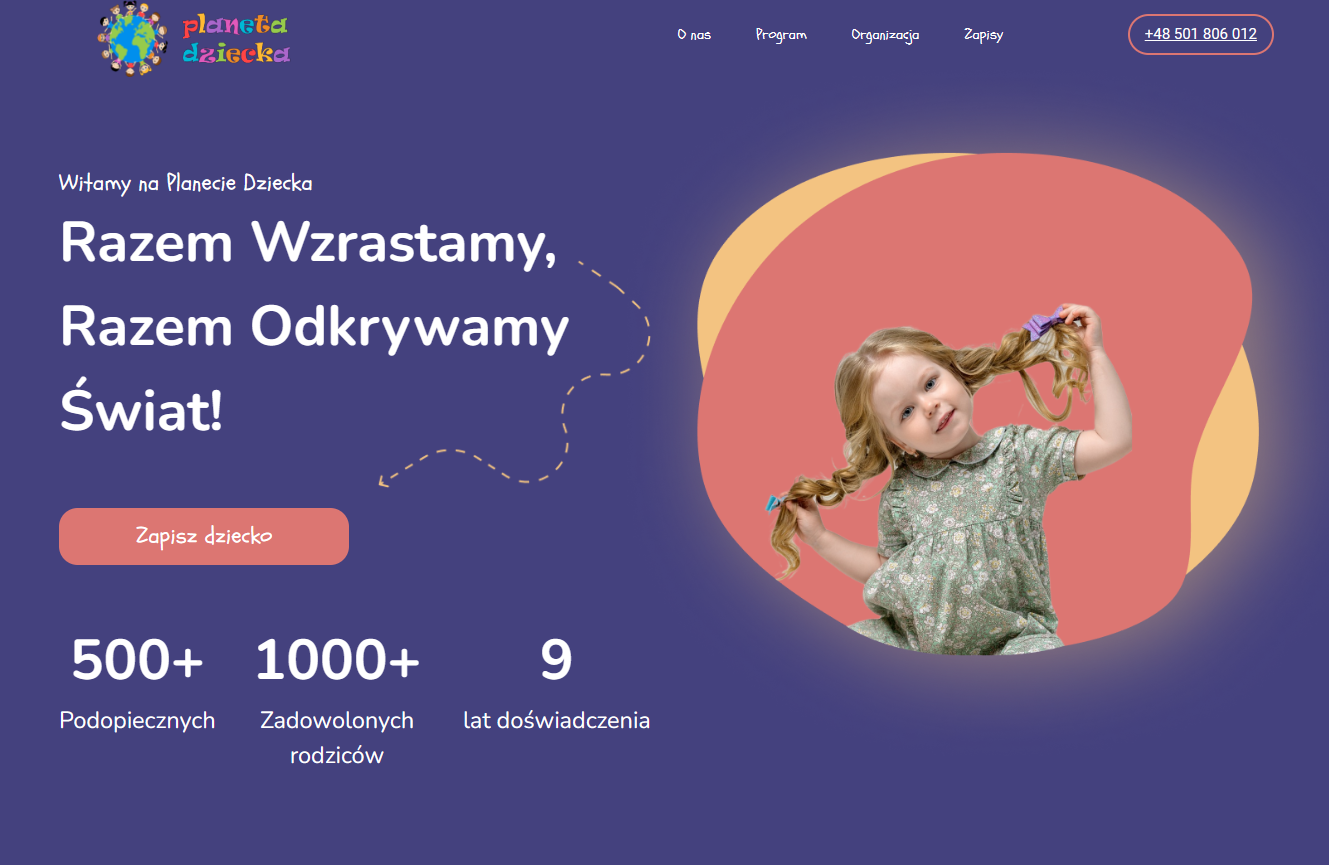 planeta
dziecka
O nas
Program
Organizacja
Zapisy
+48 501 806 012
Witamy na Planecie Dziecka
Razem Wzrastamy,
Razem Odkrywamy
Świat!
Zapisz dziecko
500+
Podopiecznych
1000+
Zadowolonych
rodziców
9
lat doświadczenia